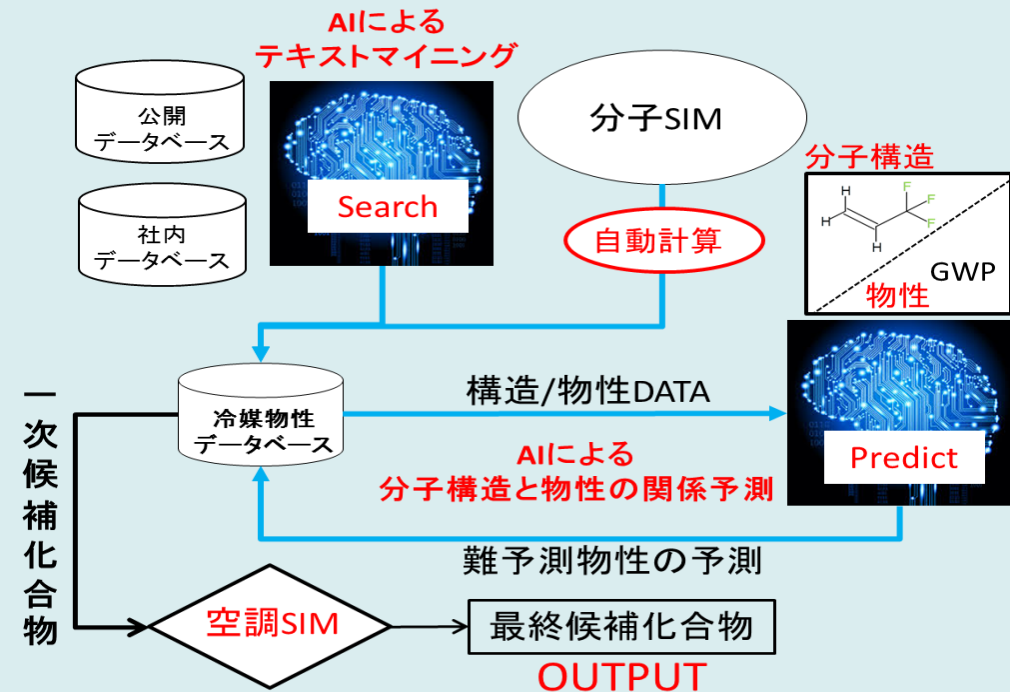 AIによる
テキストマイニング
公開
データベース
社内
データベース
Search
分子SIM
自動計算
分子構造
H
H
H
F
F
F
GWP
物性
冷媒物性
データベース
構造/物性DATA
AIによる
分子構造と物性の関係予測
Predict
難予測物性の予測
一次候補化合物
空調SIM
最終候補化合物
OUTPUT